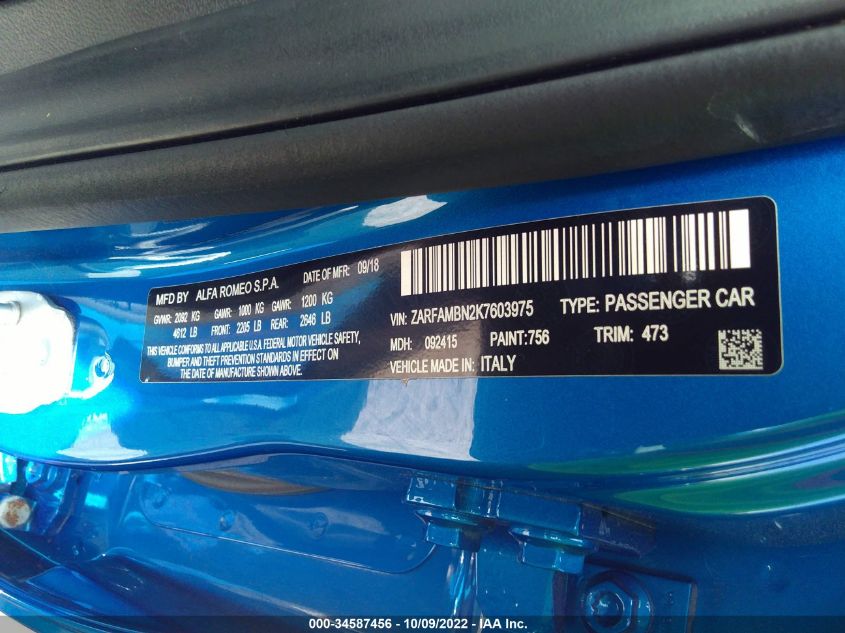 MFD BY ALFA ROMEO S.P.A. DATE OF MFR: 09/18
GVWR: 2092 KG GAWR: 1000 KG GAWR: 1200 KG
4612 LB FRONT: 2205 LB REAR: 2646 LB
THIS VEHICLE CONFORMS TO ALL APPLICABLE U.S.A. FEDERAL MOTOR VEHICLE SAFETY,
BUMPER AND THEFT PREVENTION STANDARDS IN EFFECT ON
THE DATE OF MANUFACTURE SHOWN ABOVE.
VIN: ZARFAMBN2K7603975 TYPE: PASSENGER CAR
MDH: 092415 PAINT: 756 TRIM: 473
VEHICLE MADE IN ITALY
000-34587456 - 10/09/2022 - IAA Inc.